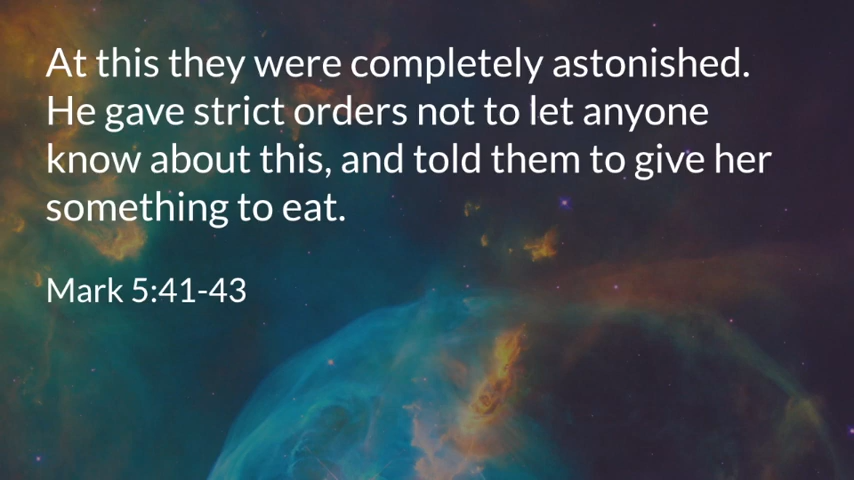 At this they were completely astonished.
He gave strict orders not to let anyone
know about this, and told them to give her
something to eat.
Mark 5:41-43